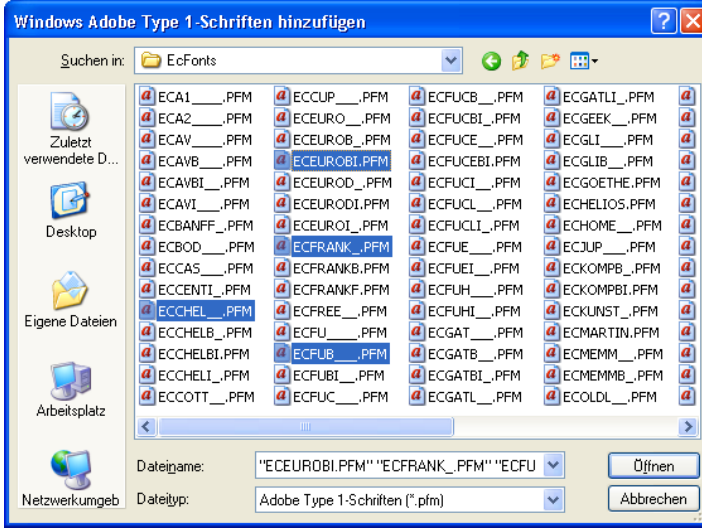 Windows Adobe Type 1-Schriften hinzufügen
Suchen in: EcFonts
Zuletzt
verwendete D...
Desktop
Eigene Dateien
Arbeitsplatz
Netzwerkumgeb
ECA1____.PFM
ECA2____.PFM
ECAV____.PFM
ECAVB___.PFM
ECAVBI__.PFM
ECAVI___.PFM
ECBANFF_.PFM
ECBOD___.PFM
ECCAS___.PFM
ECCENTI_.PFM
ECCHEL__.PFM
ECCHELB_.PFM
ECCHELBI.PFM
ECCHELI_.PFM
ECCOTT__.PFM
ECCUP___.PFM
ECEURO__.PFM
ECEUROB_.PFM
ECEUROBI.PFM
ECEUROD_.PFM
ECEURODI.PFM
ECEUROI_.PFM
ECFRANK_.PFM
ECFRANKB.PFM
ECFRANKF.PFM
ECFREE__.PFM
ECFU____.PFM
ECFUB___.PFM
ECFUBI__.PFM
ECFUC___.PFM
ECFUCB__.PFM
ECFUCBI_.PFM
ECFUCE__.PFM
ECFUCEBI.PFM
ECFUCI__.PFM
ECFUCL__.PFM
ECFUCLI_.PFM
ECFUE___.PFM
ECFUEI__.PFM
ECFUH___.PFM
ECFUHI__.PFM
ECGAT___.PFM
ECGATB__.PFM
ECGATBI_.PFM
ECGATL__.PFM
ECGATLI_.PFM
ECGEEK__.PFM
ECGLI___.PFM
ECGLIB__.PFM
ECGOETHE.PFM
ECHELIOS.PFM
ECHOME__.PFM
ECJUP___.PFM
ECKOMPB_.PFM
ECKOMPBI.PFM
ECKUNST_.PFM
ECMARTIN.PFM
ECMEMM__.PFM
ECMEMMB_.PFM
ECOLDL__.PFM
Dateiname: "ECEUROBI.PFM" "ECFRANK_.PFM" "ECFU
Öffnen
Dateityp: Adobe Type 1-Schriften (*.pfm)
Abbrechen